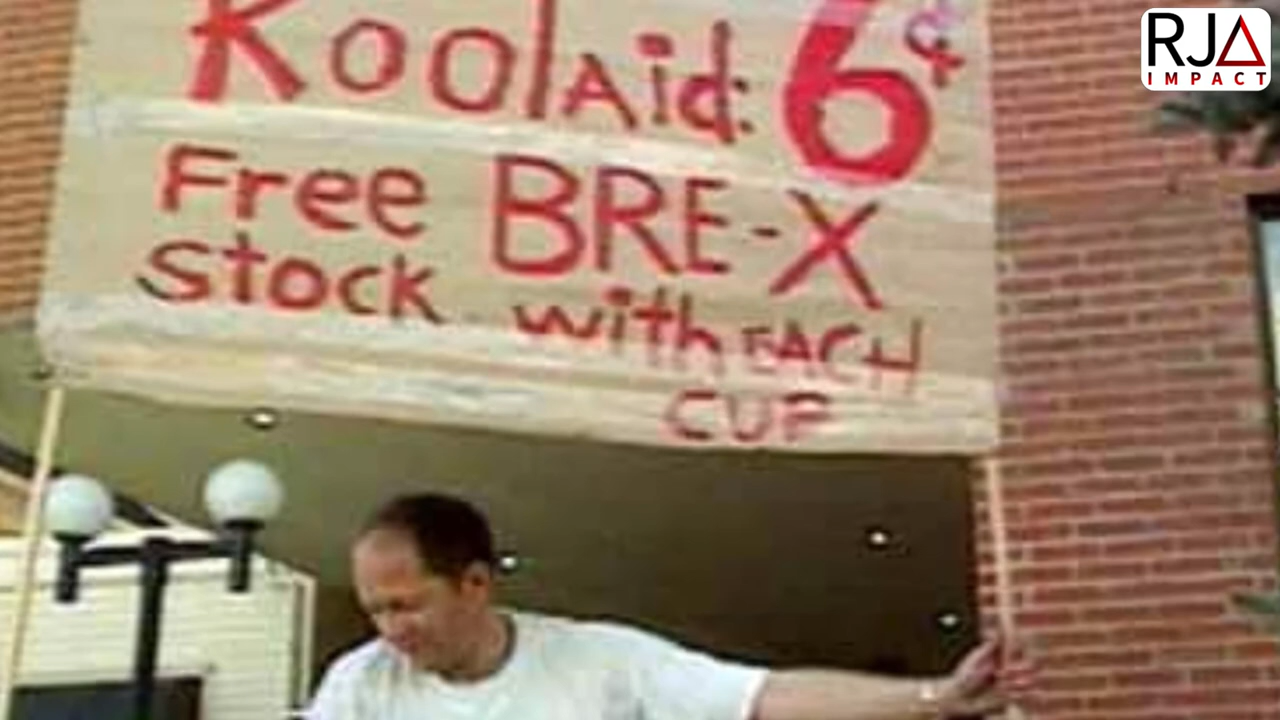 KoolAid: 6¢
Free BRE-X
Stock with EACH
CUP
RJA
IMPACT